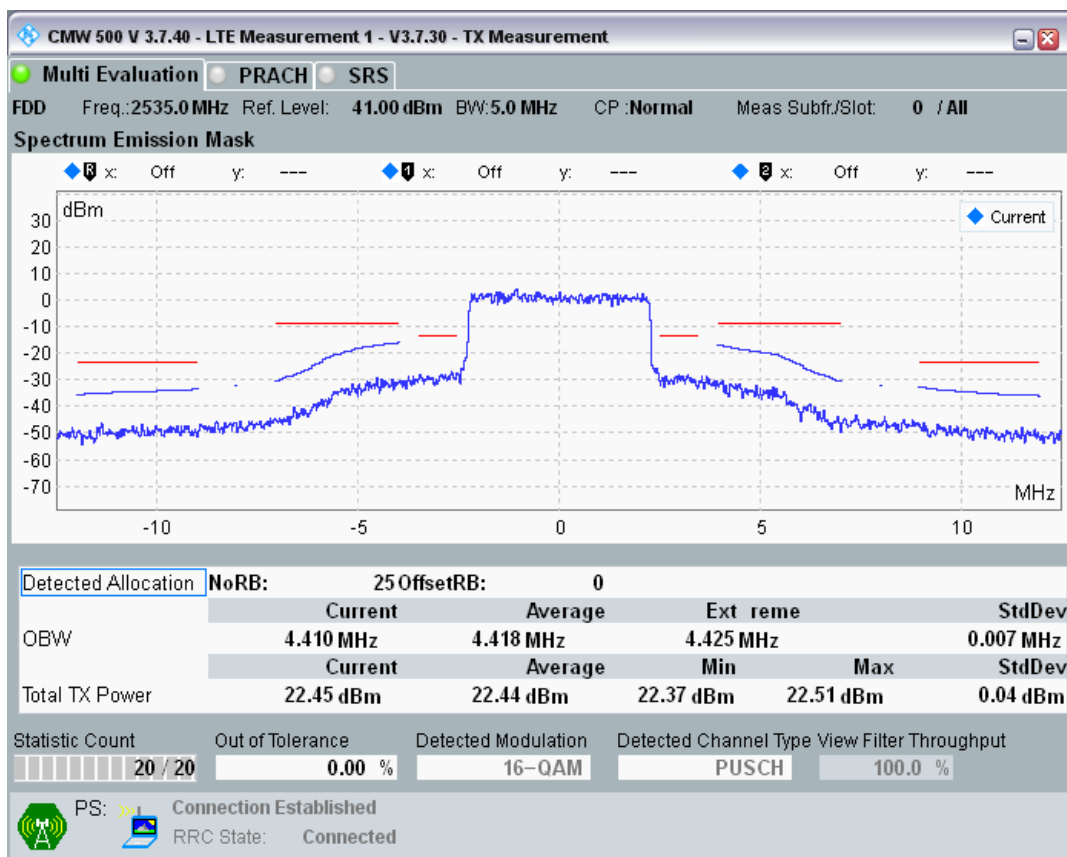 CMW 500 V 3.7.40 - LTE Measurement 1 - V3.7.30 - TX Measurement
Multi Evaluation PRACH SRS
FDD Freq.:2535.0 MHz Ref. Level: 41.00 dBm BW:5.0 MHz CP :Normal Meas Subfr./Slot: 0 / All
Spectrum Emission Mask
R x: Off y: --- 1 x: Off y: --- 2 x: Off y: ---
dBm
Current
30
20
10
0
-10
-20
-30
-40
-50
-60
-70
MHz
-10 -5 0 5 10
Detected Allocation NoRB: 25 OffsetRB: 0
Current Average Ext reme StdDev
OBW 4.410 MHz 4.418 MHz 4.425 MHz 0.007 MHz
Current Average Min Max StdDev
Total TX Power 22.45 dBm 22.44 dBm 22.37 dBm 22.51 dBm 0.04 dBm
Statistic Count Out of Tolerance Detected Modulation Detected Channel Type View Filter Throughput
20 / 20 0.00 % 16-QAM PUSCH 100.0 %
PS: Connection Established
RRC State: Connected